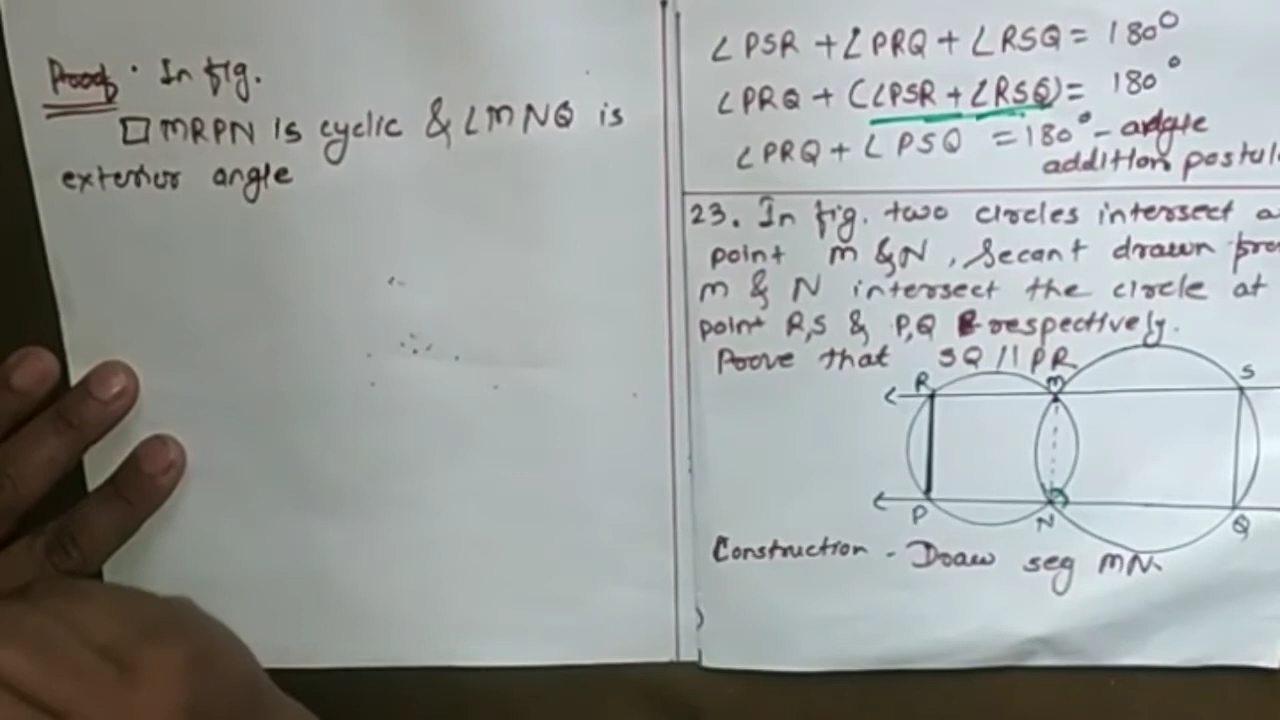 Proof. In fig.
□ MRPN is cyclic & ∠MNQ is
exterior angle
∠PSR + ∠PRQ + ∠RSQ = 180°
∠PRQ + (∠PSR + ∠RSQ) = 180°
∠PRQ + ∠PSQ = 180° - angle
addition
23. In fig. two circles intersect
point M & N, Secant drawn
M & N intersect the circle at
point R,S & P,Q respectively.
Prove that SQ || PR
R M S
P N Q
Construction - Draw seg MN.